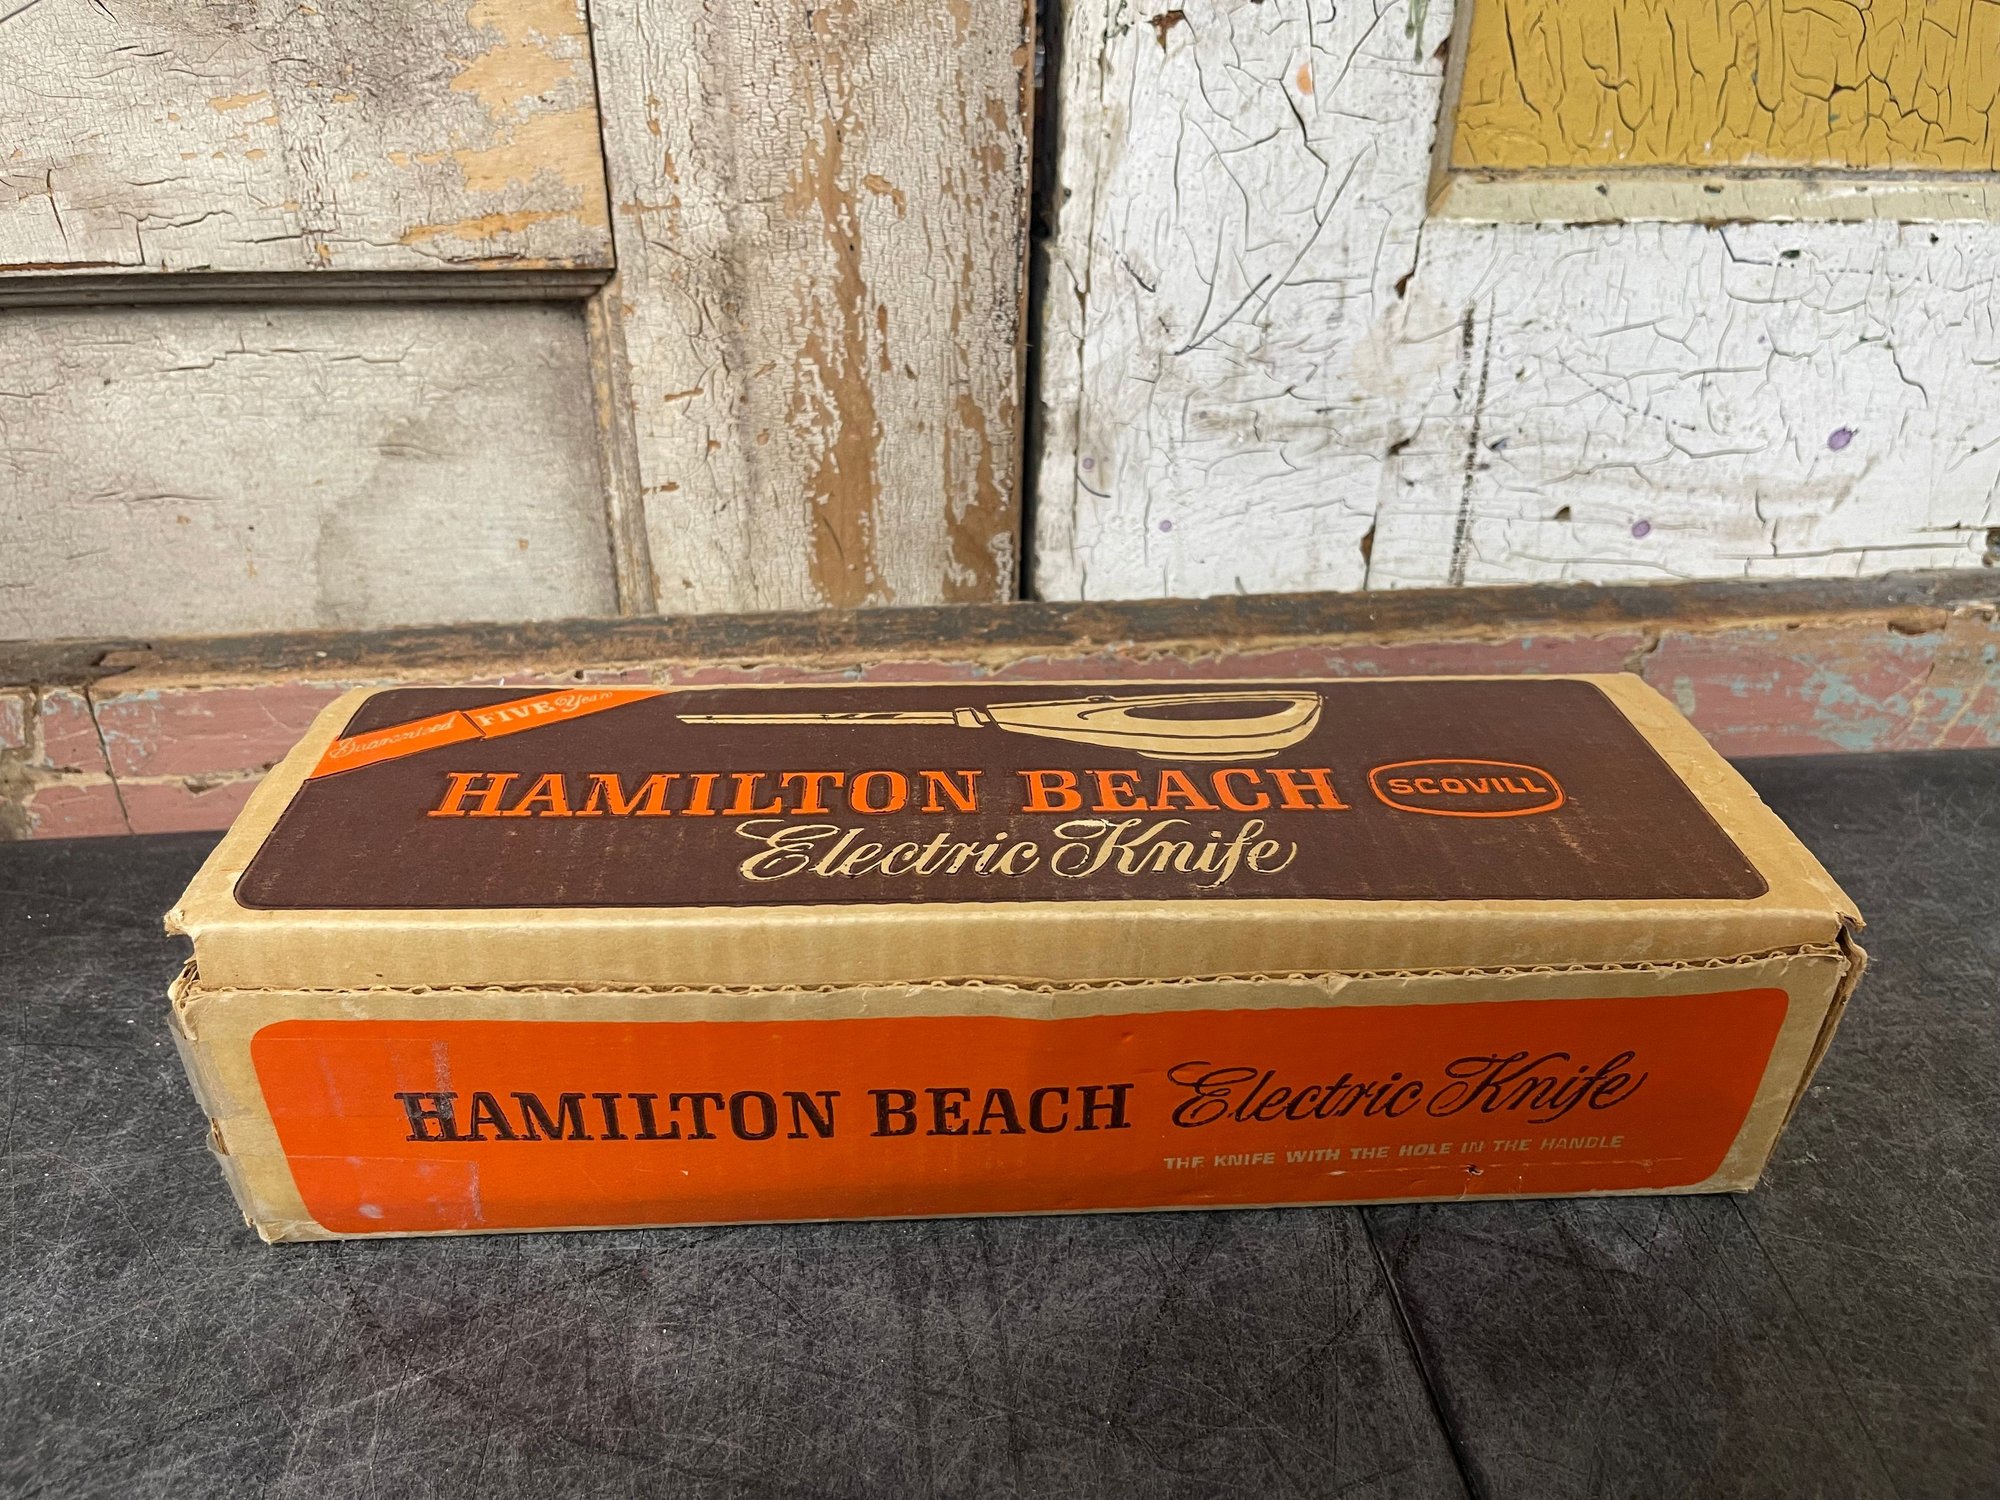 Guaranteed FIVE Years
HAMILTON BEACH SCOVILL
Electric Knife
HAMILTON BEACH Electric Knife
THE KNIFE WITH THE HOLE IN THE HANDLE